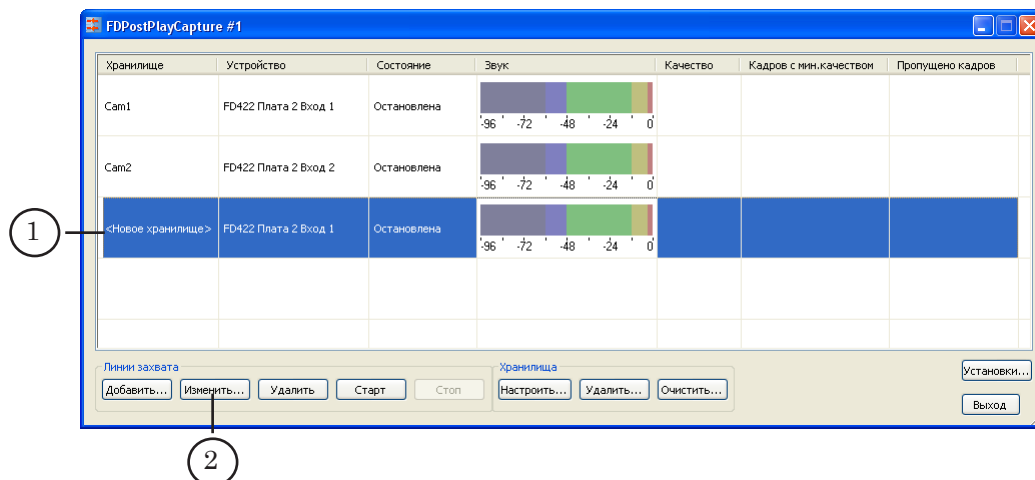 FDPostPlayCapture #1
Хранилище Устройство Состояние Звук Качество Кадров с мин.качеством Пропущено кадров
Cam1 FD422 Плата 2 Вход 1 Остановлена
-96 -72 -48 -24 0
Cam2 FD422 Плата 2 Вход 2 Остановлена
-96 -72 -48 -24 0
1 <Новое хранилище> FD422 Плата 2 Вход 1 Остановлена
-96 -72 -48 -24 0
Линии захвата Хранилища
Добавить... Изменить... Удалить Старт Стоп Настроить... Удалить... Очистить... Установки...
Выход
2